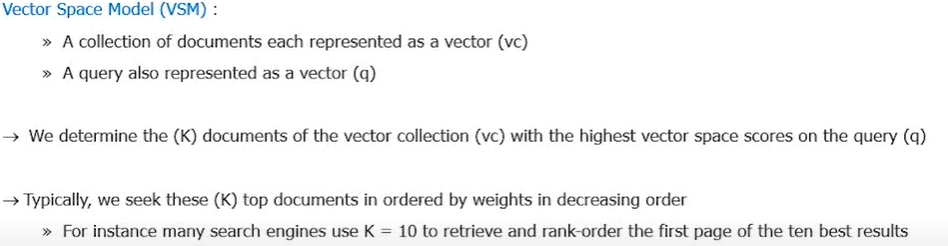 Vector Space Model (VSM) :
» A collection of documents each represented as a vector (vc)
» A query also represented as a vector (q)
→ We determine the (K) documents of the vector collection (vc) with the highest vector space scores on the query (q)
→ Typically, we seek these (K) top documents in ordered by weights in decreasing order
» For instance many search engines use K = 10 to retrieve and rank-order the first page of the ten best results